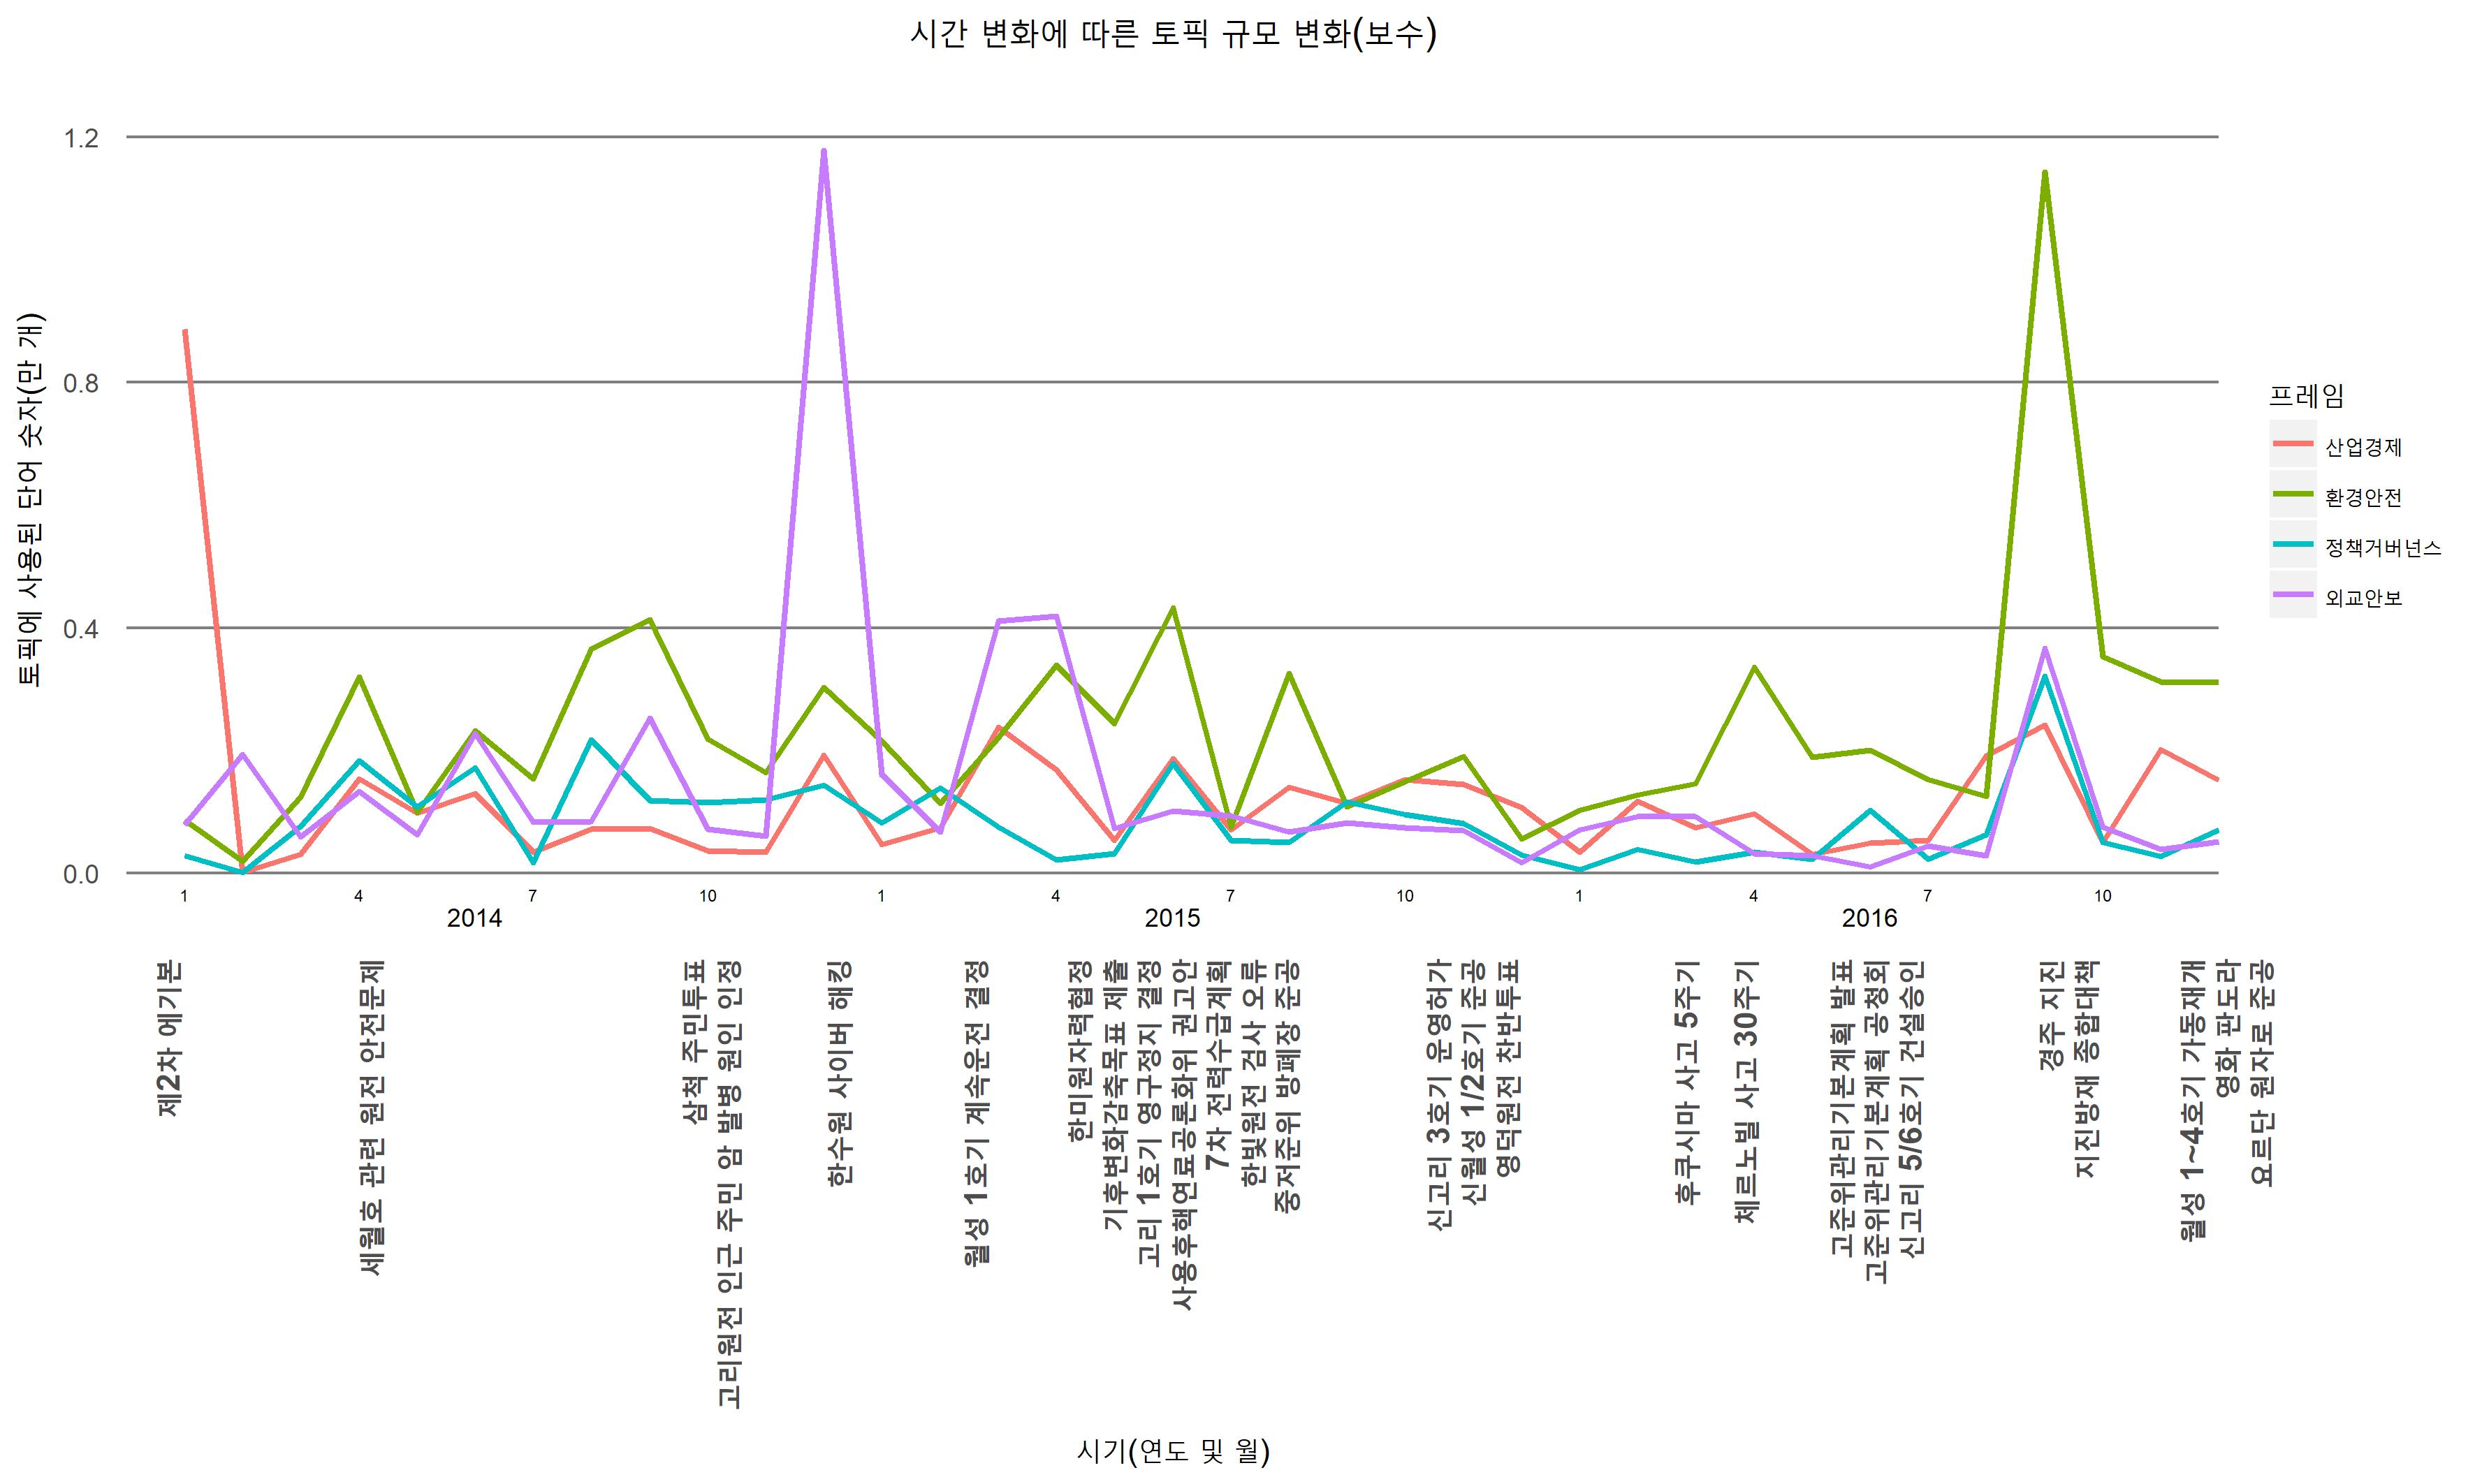 시간 변화에 따른 토픽 규모 변화(보수)
토픽에 사용된 단어 숫자(만 개)
1.2
0.8
0.4
0.0
1 4 7 10 1 4 7 10 1 4 7 10
2014 2015 2016
제2차 에기본
세월호 관련 원전 안전문제
삼척 주민투표
고리원전 인근 주민 암 발병 원인 인정
한수원 사이버 해킹
월성 1호기 계속운전 결정
한미원자력협정
기후변화감축목표 제출
고리 1호기 영구정지 결정
사용후핵연료공론화위 권고안
7차 전력수급계획
한빛원전 검사 오류
중저준위 방폐장 준공
신고리 3호기 운영허가
신월성 1/2호기 준공
영덕원전 찬반투표
후쿠시마 사고 5주기
체르노빌 사고 30주기
고준위관리기본계획 발표
고준위관리기본계획 공청회
신고리 5/6호기 건설승인
경주 지진
지진방재 종합대책
월성 1~4호기 가동재개
영화 판도라
요르단 원자로 준공
시기(연도 및 월)
프레임
산업경제
환경안전
정책거버넌스
외교안보